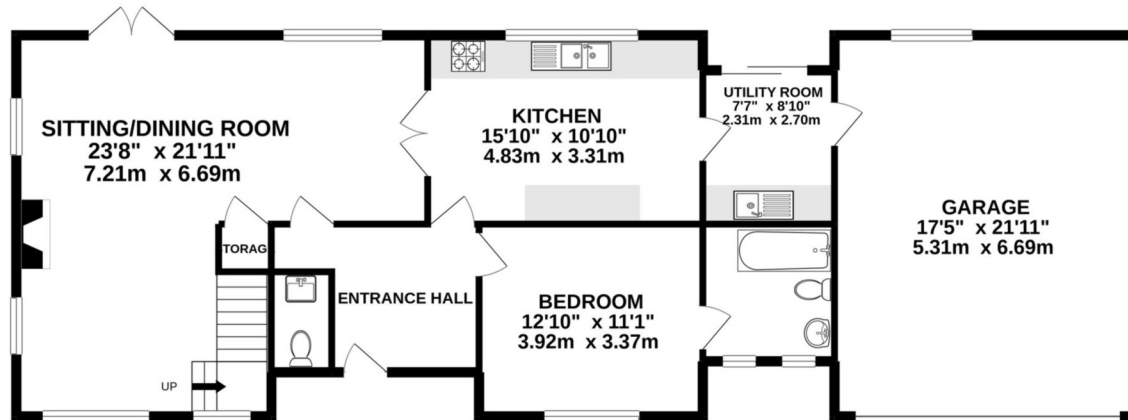 SITTING/DINING ROOM
23'8" x 21'11"
7.21m x 6.69m
KITCHEN
15'10" x 10'10"
4.83m x 3.31m
UTILITY ROOM
7'7" x 8'10"
2.31m x 2.70m
GARAGE
17'5" x 21'11"
5.31m x 6.69m
TORAG
ENTRANCE HALL
BEDROOM
12'10" x 11'1"
3.92m x 3.37m
UP